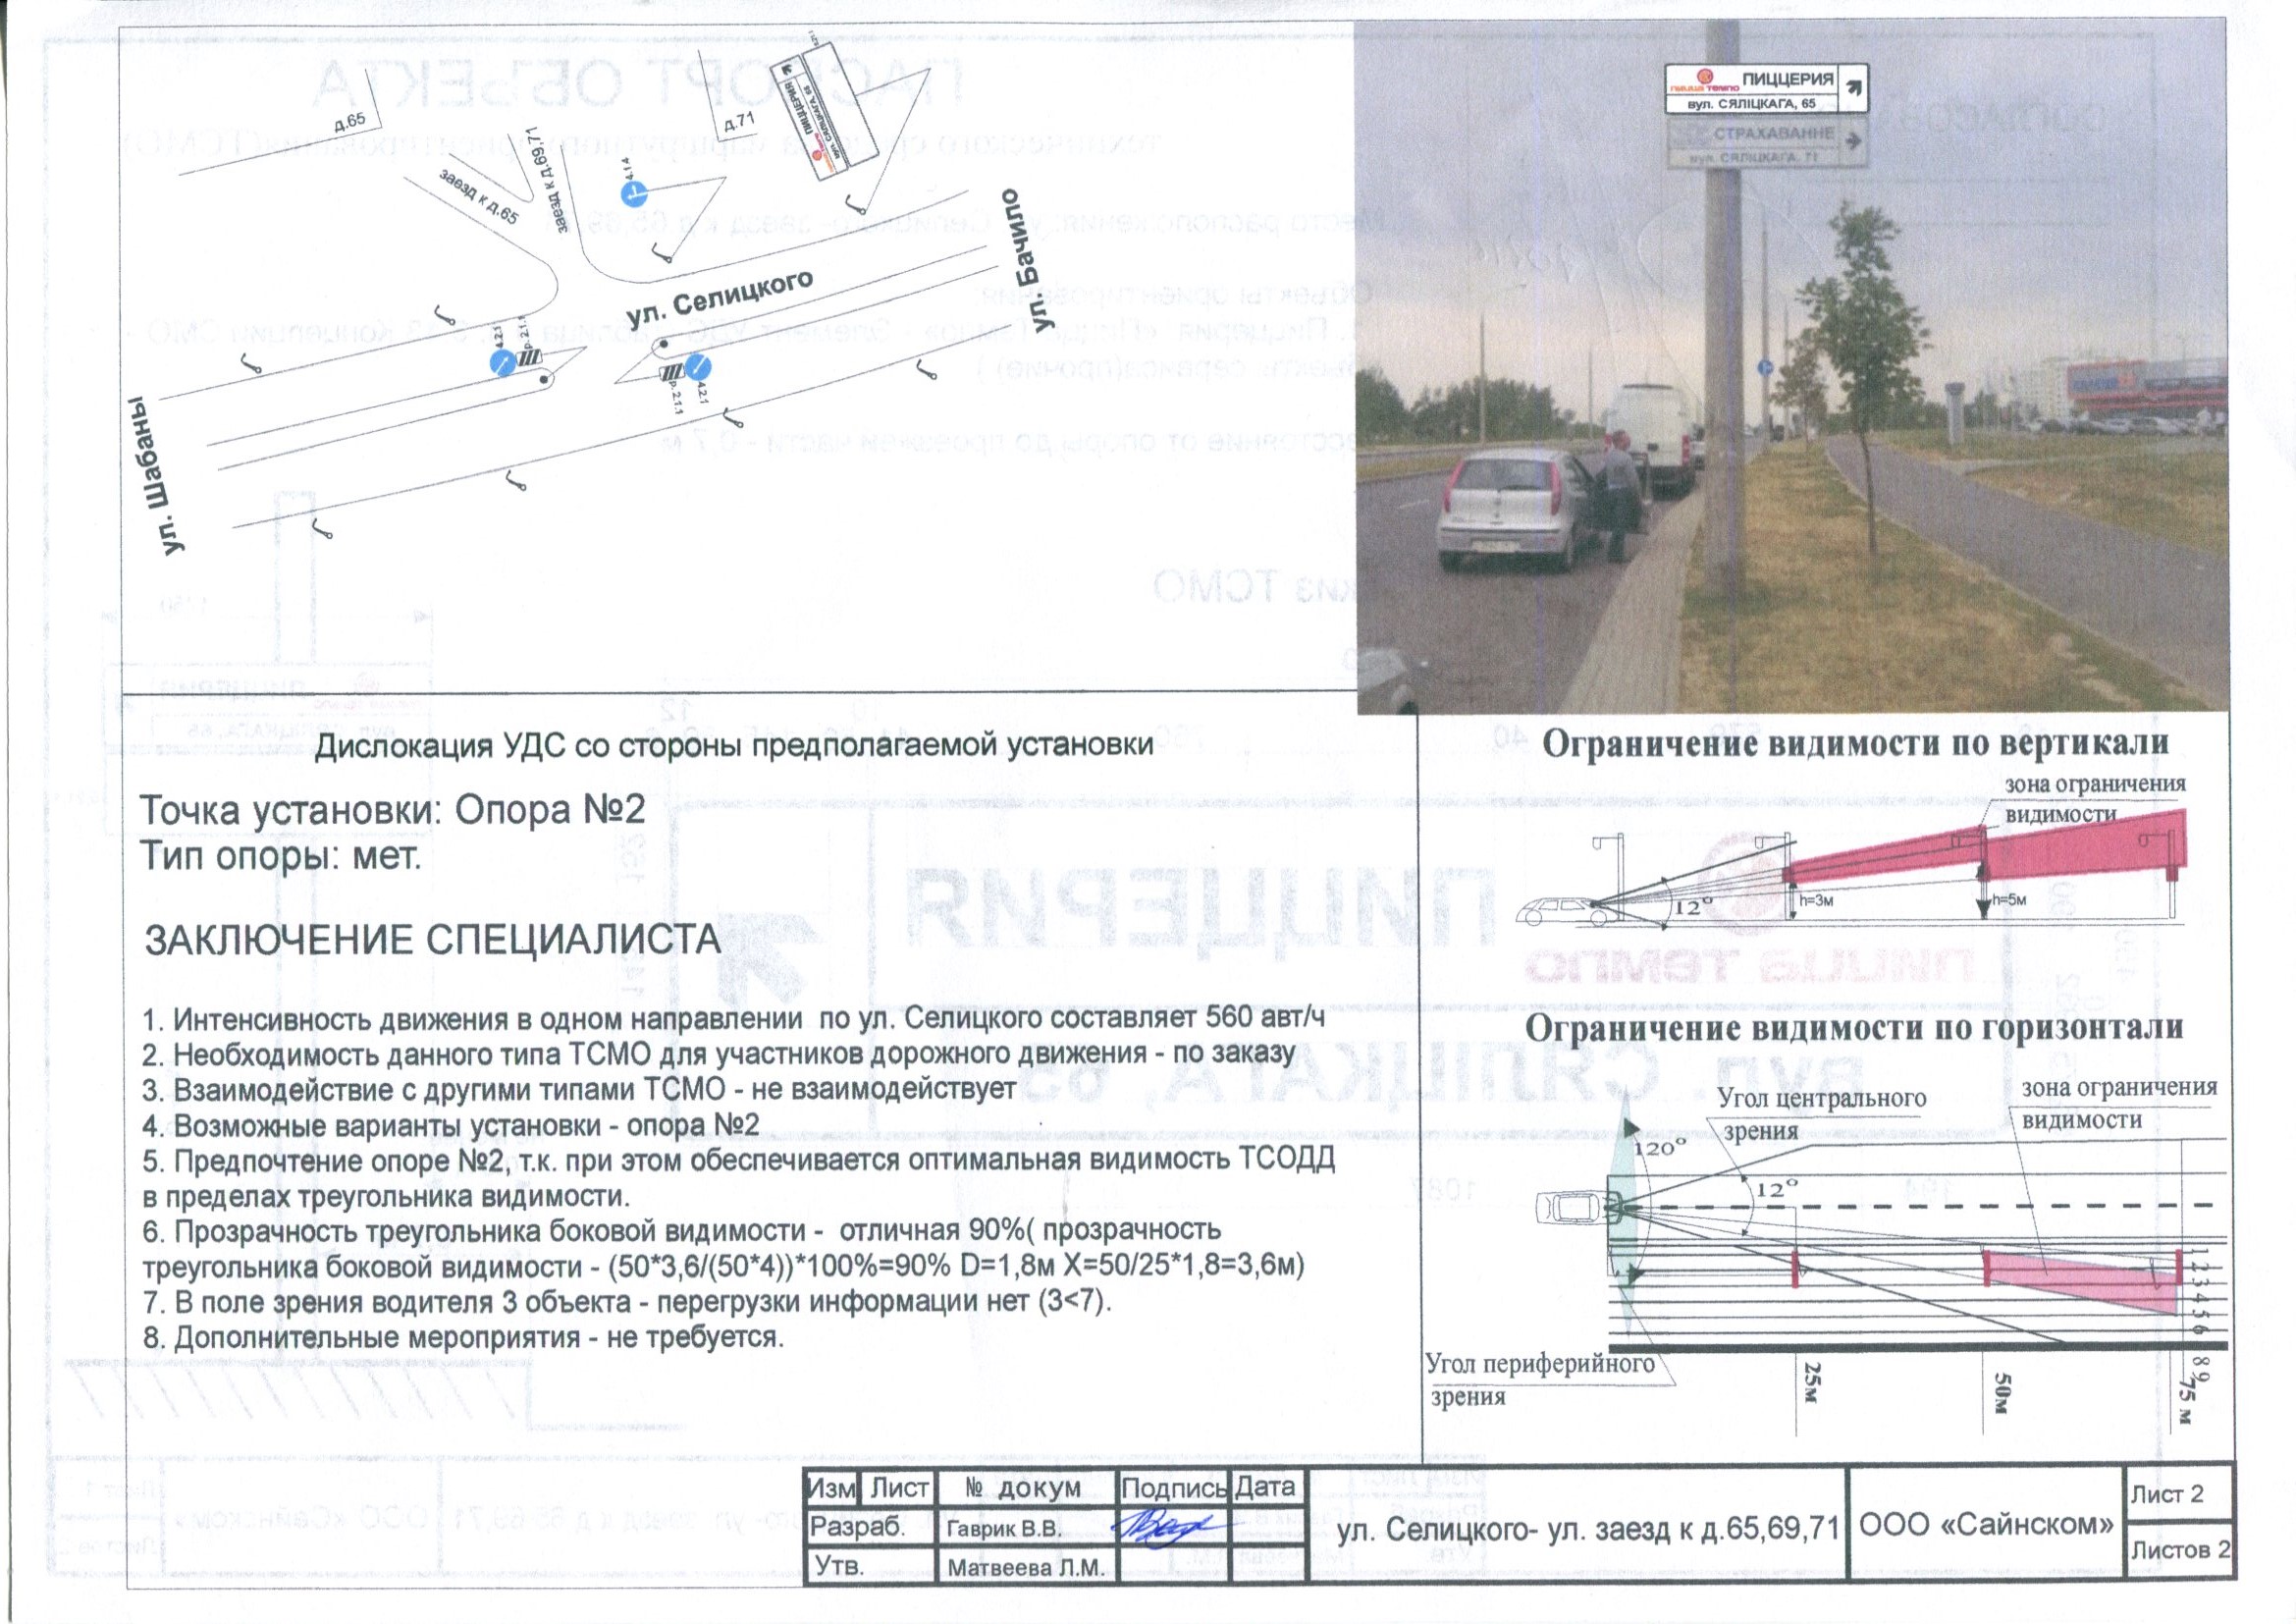 д.65
заезд к д.65
заезд к д.69,71
д.71
ПИЦЦЕРИЯ
пицца темпо
вул. СЯЛІЦКАГА, 65
4.1.4
ул. Селицкого
ул. Бачило
ул. Шабаны
4.2.1
Р. 2.1.1
4.2.1
ПИЦЦЕРИЯ
пицца темпо
вул. СЯЛІЦКАГА, 65
СТРАХАВАННЕ
вул. СЯЛІЦКАГА, 71
Дислокация УДС со стороны предполагаемой установки
Точка установки: Опора №2
Тип опоры: мет.
ЗАКЛЮЧЕНИЕ СПЕЦИАЛИСТА
1. Интенсивность движения в одном направлении по ул. Селицкого составляет 560 авт/ч
2. Необходимость данного типа ТСМО для участников дорожного движения - по заказу
3. Взаимодействие с другими типами ТСМО - не взаимодействует
4. Возможные варианты установки - опора №2
5. Предпочтение опоре №2, т.к. при этом обеспечивается оптимальная видимость ТСОДД
в пределах треугольника видимости.
6. Прозрачность треугольника боковой видимости - отличная 90%( прозрачность
треугольника боковой видимости - (50*3,6/(50*4))*100%=90% D=1,8м X=50/25*1,8=3,6м)
7. В поле зрения водителя 3 объекта - перегрузки информации нет (3<7).
8. Дополнительные мероприятия - не требуется.
Ограничение видимости по вертикали
зона ограничения
видимости
12°
h=3м
h=5м
Ограничение видимости по горизонтали
Угол центрального
зрения
зона ограничения
видимости
120°
12°
1 2 3 4 5 6 8 9
Угол периферийного
зрения
25м
50м
75 м
Изм Лист № докум Подпись Дата
Разраб. Гаврик В.В.
Утв. Матвеева Л.М.
ул. Селицкого- ул. заезд к д.65,69,71
ООО «Сайнском»
Лист 2
Листов 2